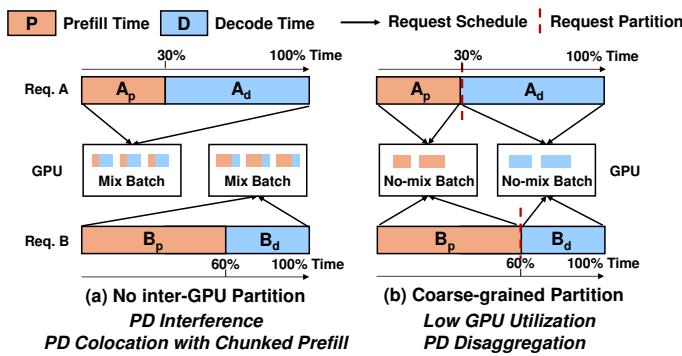 P Prefill Time D Decode Time Request Schedule Request Partition
30% 100% Time
Req. A Ap Ad
GPU Mix Batch Mix Batch
Req. B Bp Bd
60% 100% Time
(a) No inter-GPU Partition
PD Interference
PD Colocation with Chunked Prefill
30% 100% Time
Ap Ad
No-mix Batch No-mix Batch GPU
Bp Bd
60% 100% Time
(b) Coarse-grained Partition
Low GPU Utilization
PD Disaggregation